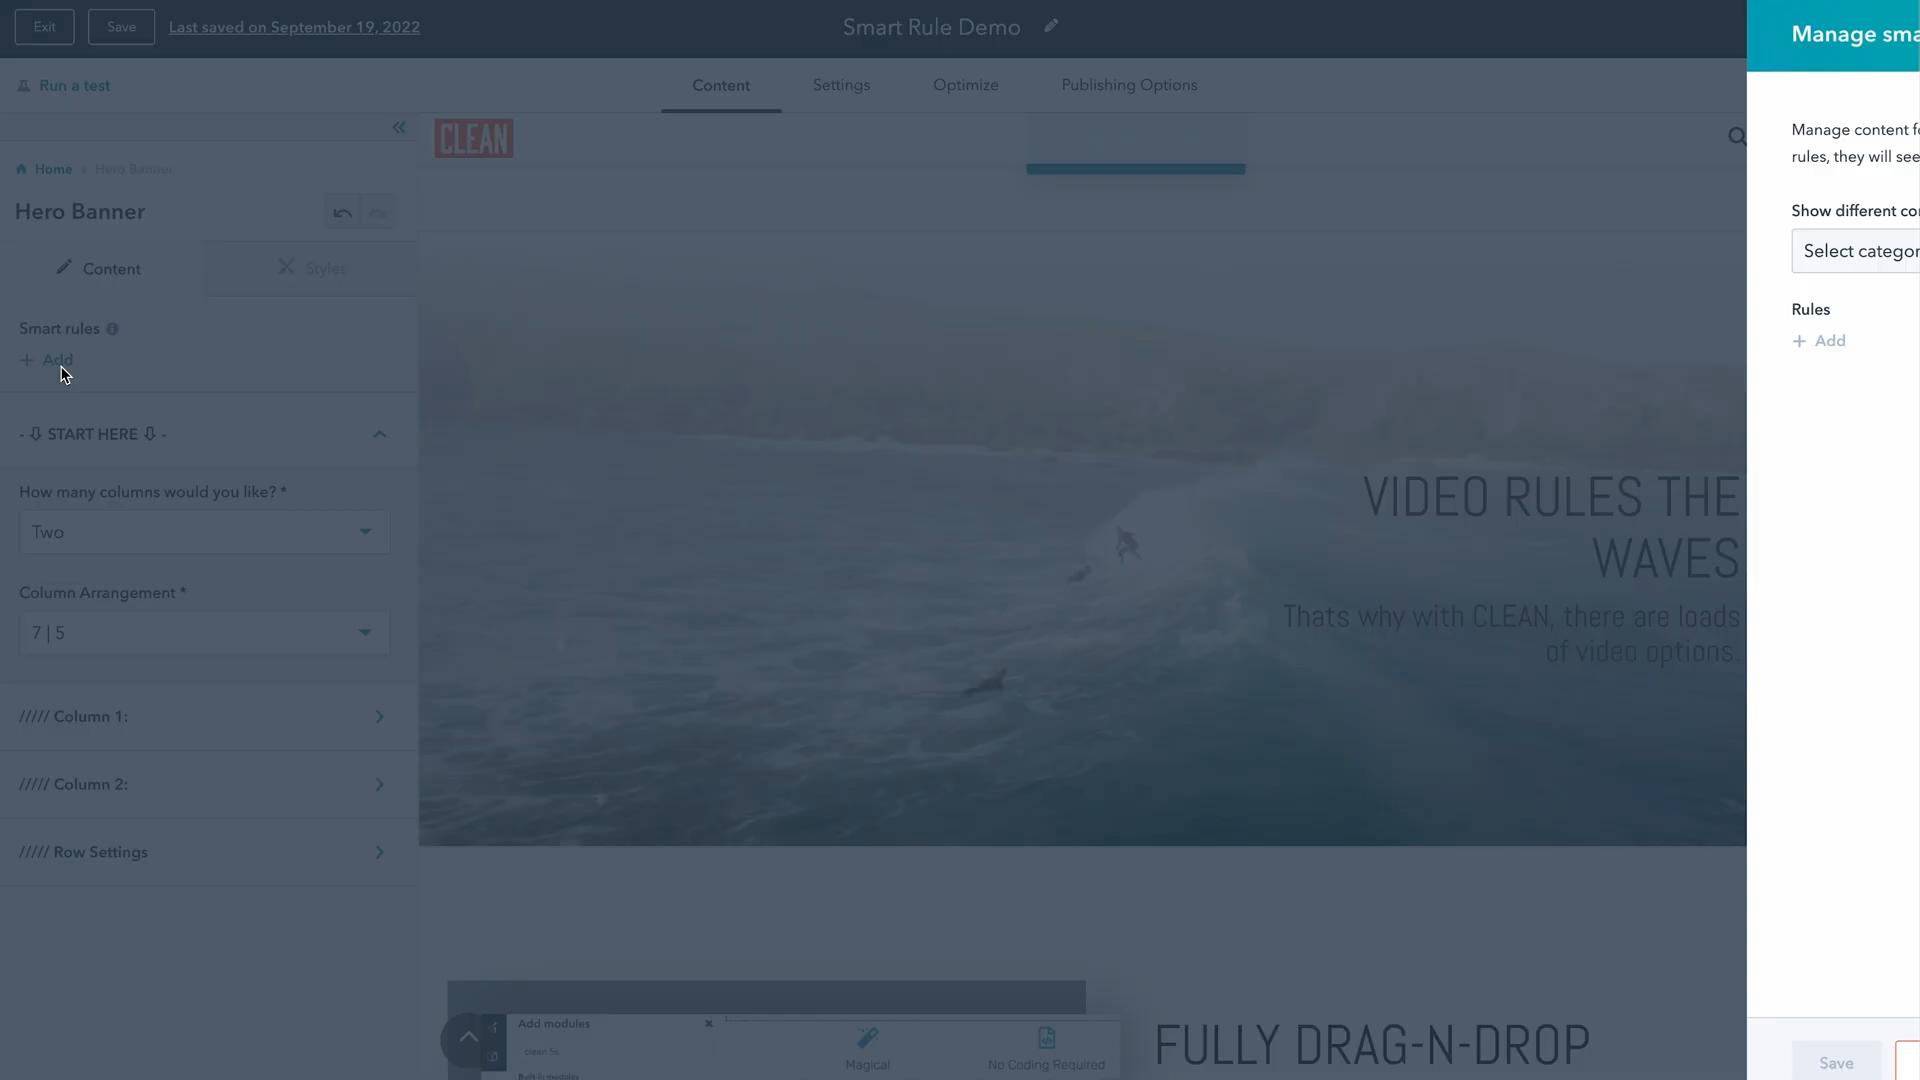 Exit
Save
Last saved on September 19, 2022
Smart Rule Demo
Manage sma
Run a test
Content
Settings
Optimize
Publishing Options
CLEAN
Home
Hero Banner
Hero Banner
Content
Styles
Smart rules
+ Add
- ⇩ START HERE ⇩ -
How many columns would you like? *
Two
Column Arrangement *
7 | 5
///// Column 1:
///// Column 2:
///// Row Settings
VIDEO RULES THE
WAVES
Thats why with CLEAN, there are loads
of video options.
Add modules
clean 5s
Built-in modules
Magical
No Coding Required
FULLY DRAG-N-DROP
Manage content fo
rules, they will see
Show different co
Select categor
Rules
+ Add
Save